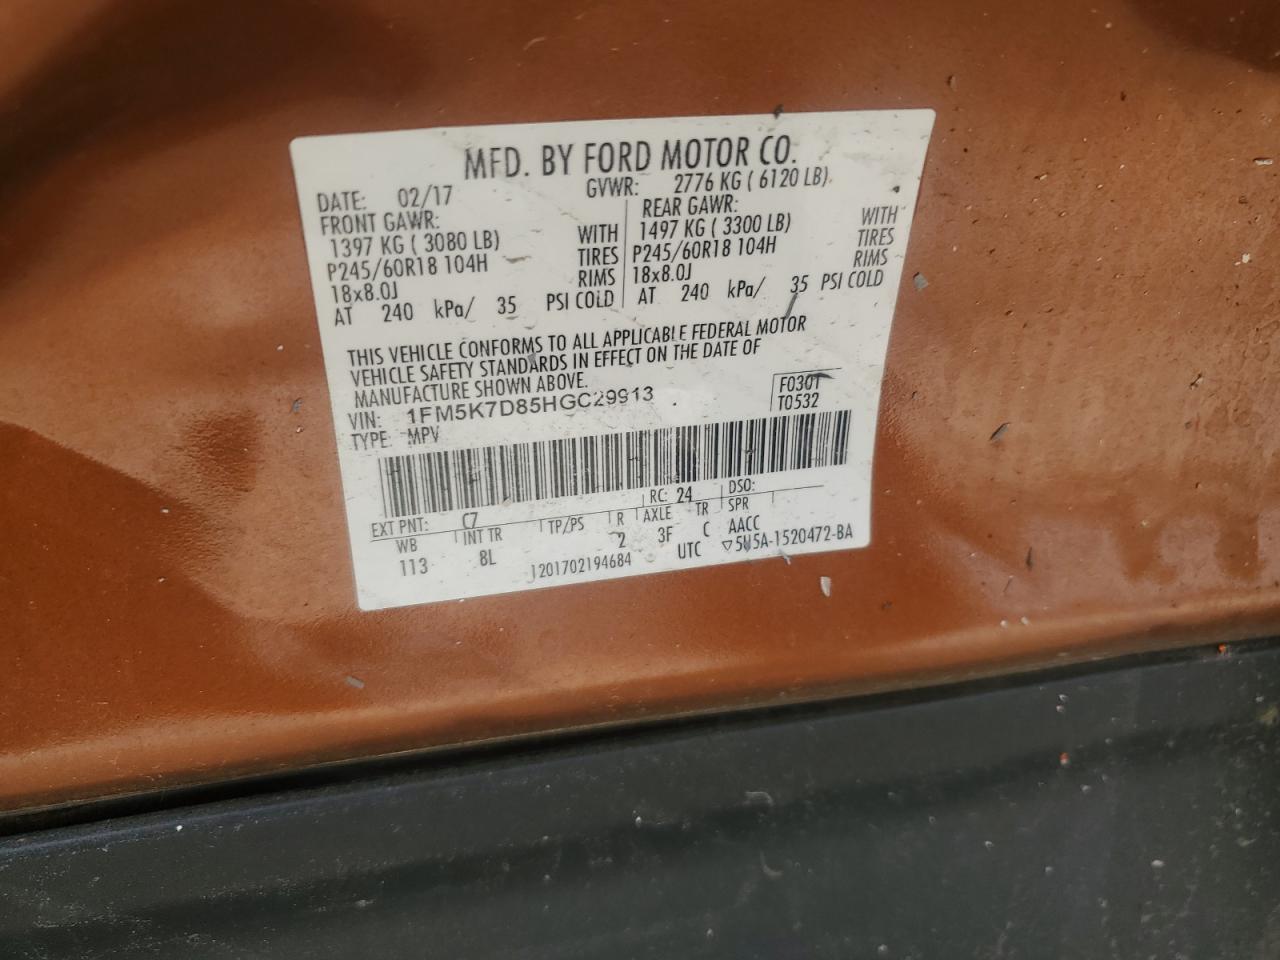 MFD. BY FORD MOTOR CO.
DATE: 02/17 GVWR: 2776 KG ( 6120 LB)
FRONT GAWR:
1397 KG ( 3080 LB) WITH
P245/60R18 104H TIRES
18x8.0J RIMS
AT 240 kPa/ 35 PSI COLD
REAR GAWR:
1497 KG ( 3300 LB) WITH
P245/60R18 104H TIRES
18x8.0J RIMS
AT 240 kPa/ 35 PSI COLD
THIS VEHICLE CONFORMS TO ALL APPLICABLE FEDERAL MOTOR
VEHICLE SAFETY STANDARDS IN EFFECT ON THE DATE OF
MANUFACTURE SHOWN ABOVE.
VIN: 1FM5K7D85HGC29913
TYPE: MPV
F0301
T0532
EXT PNT: C7 RC: 24 DSO:
WB INT TR TP/PS R AXLE TR SPR
113 8L 2 3F C AACC
1201702194684 UTC ▽5U5A-1520472-BA